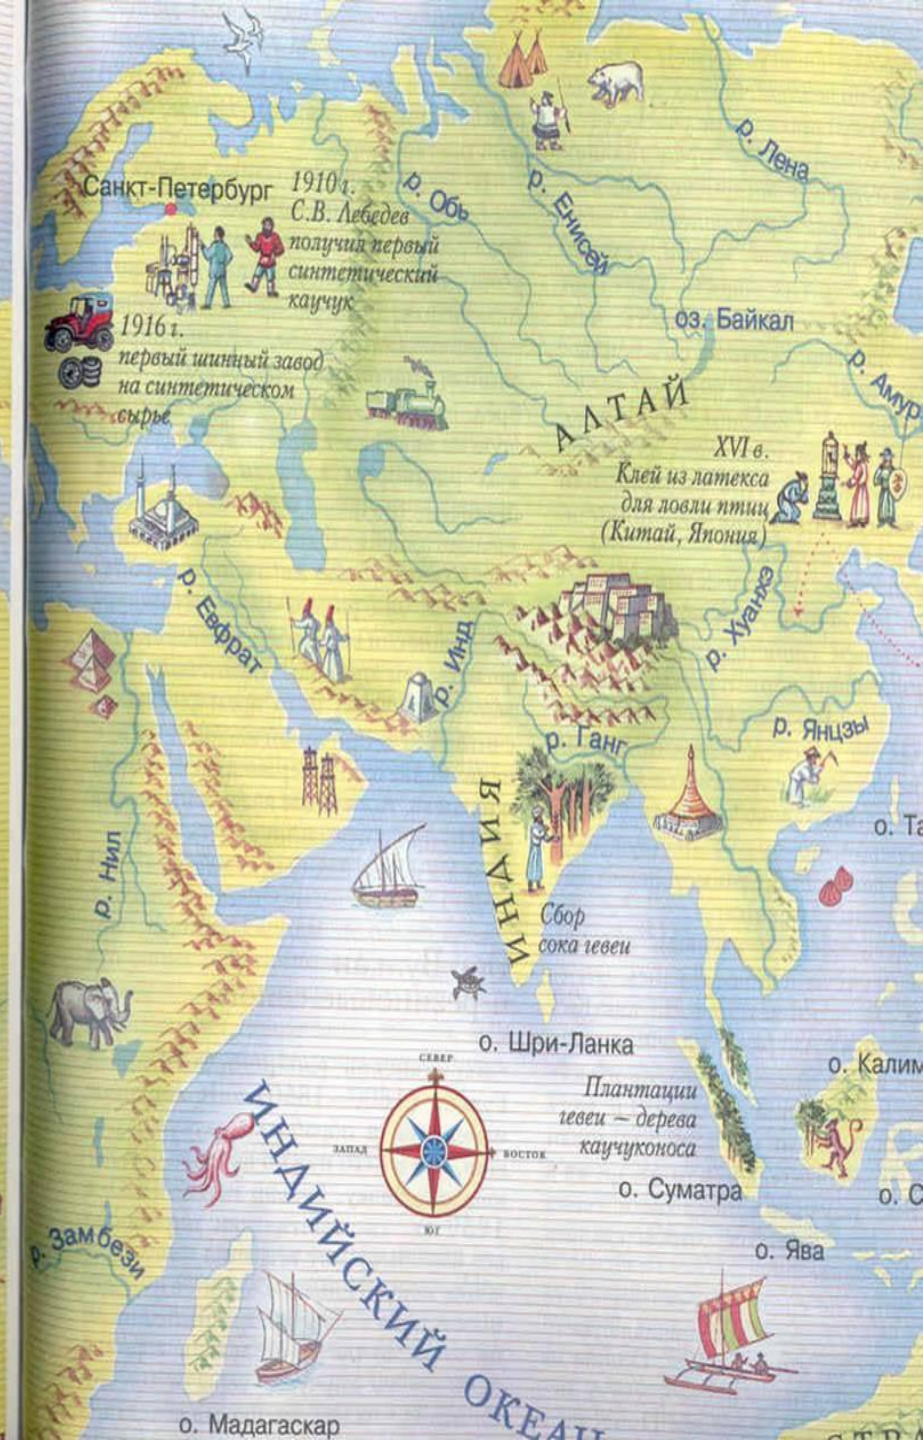 р. Лена
Санкт-Петербург
1910 г.
С.В. Лебедев
получил первый
синтетический
каучук
р. Обь
р. Енисей
1916 г.
первый шинный завод
на синтетическом
сырье
оз. Байкал
р. Амур
АЛТАЙ
XVI в.
Клей из латекса
для ловли птиц
(Китай, Япония)
р. Евфрат
р. Инд
р. Хуанхэ
р. Ганг
р. Янцзы
ИНДИЯ
р. Нил
о. Та
Сбор
сока гевеи
о. Шри-Ланка
о. Калим
Плантации
гевеи – дерева
каучуконоса
СЕВЕР
ЗАПАД
ВОСТОК
ЮГ
о. Суматра
о. С
р. Замбези
о. Ява
ИНДИЙСКИЙ ОКЕАН
о. Мадагаскар